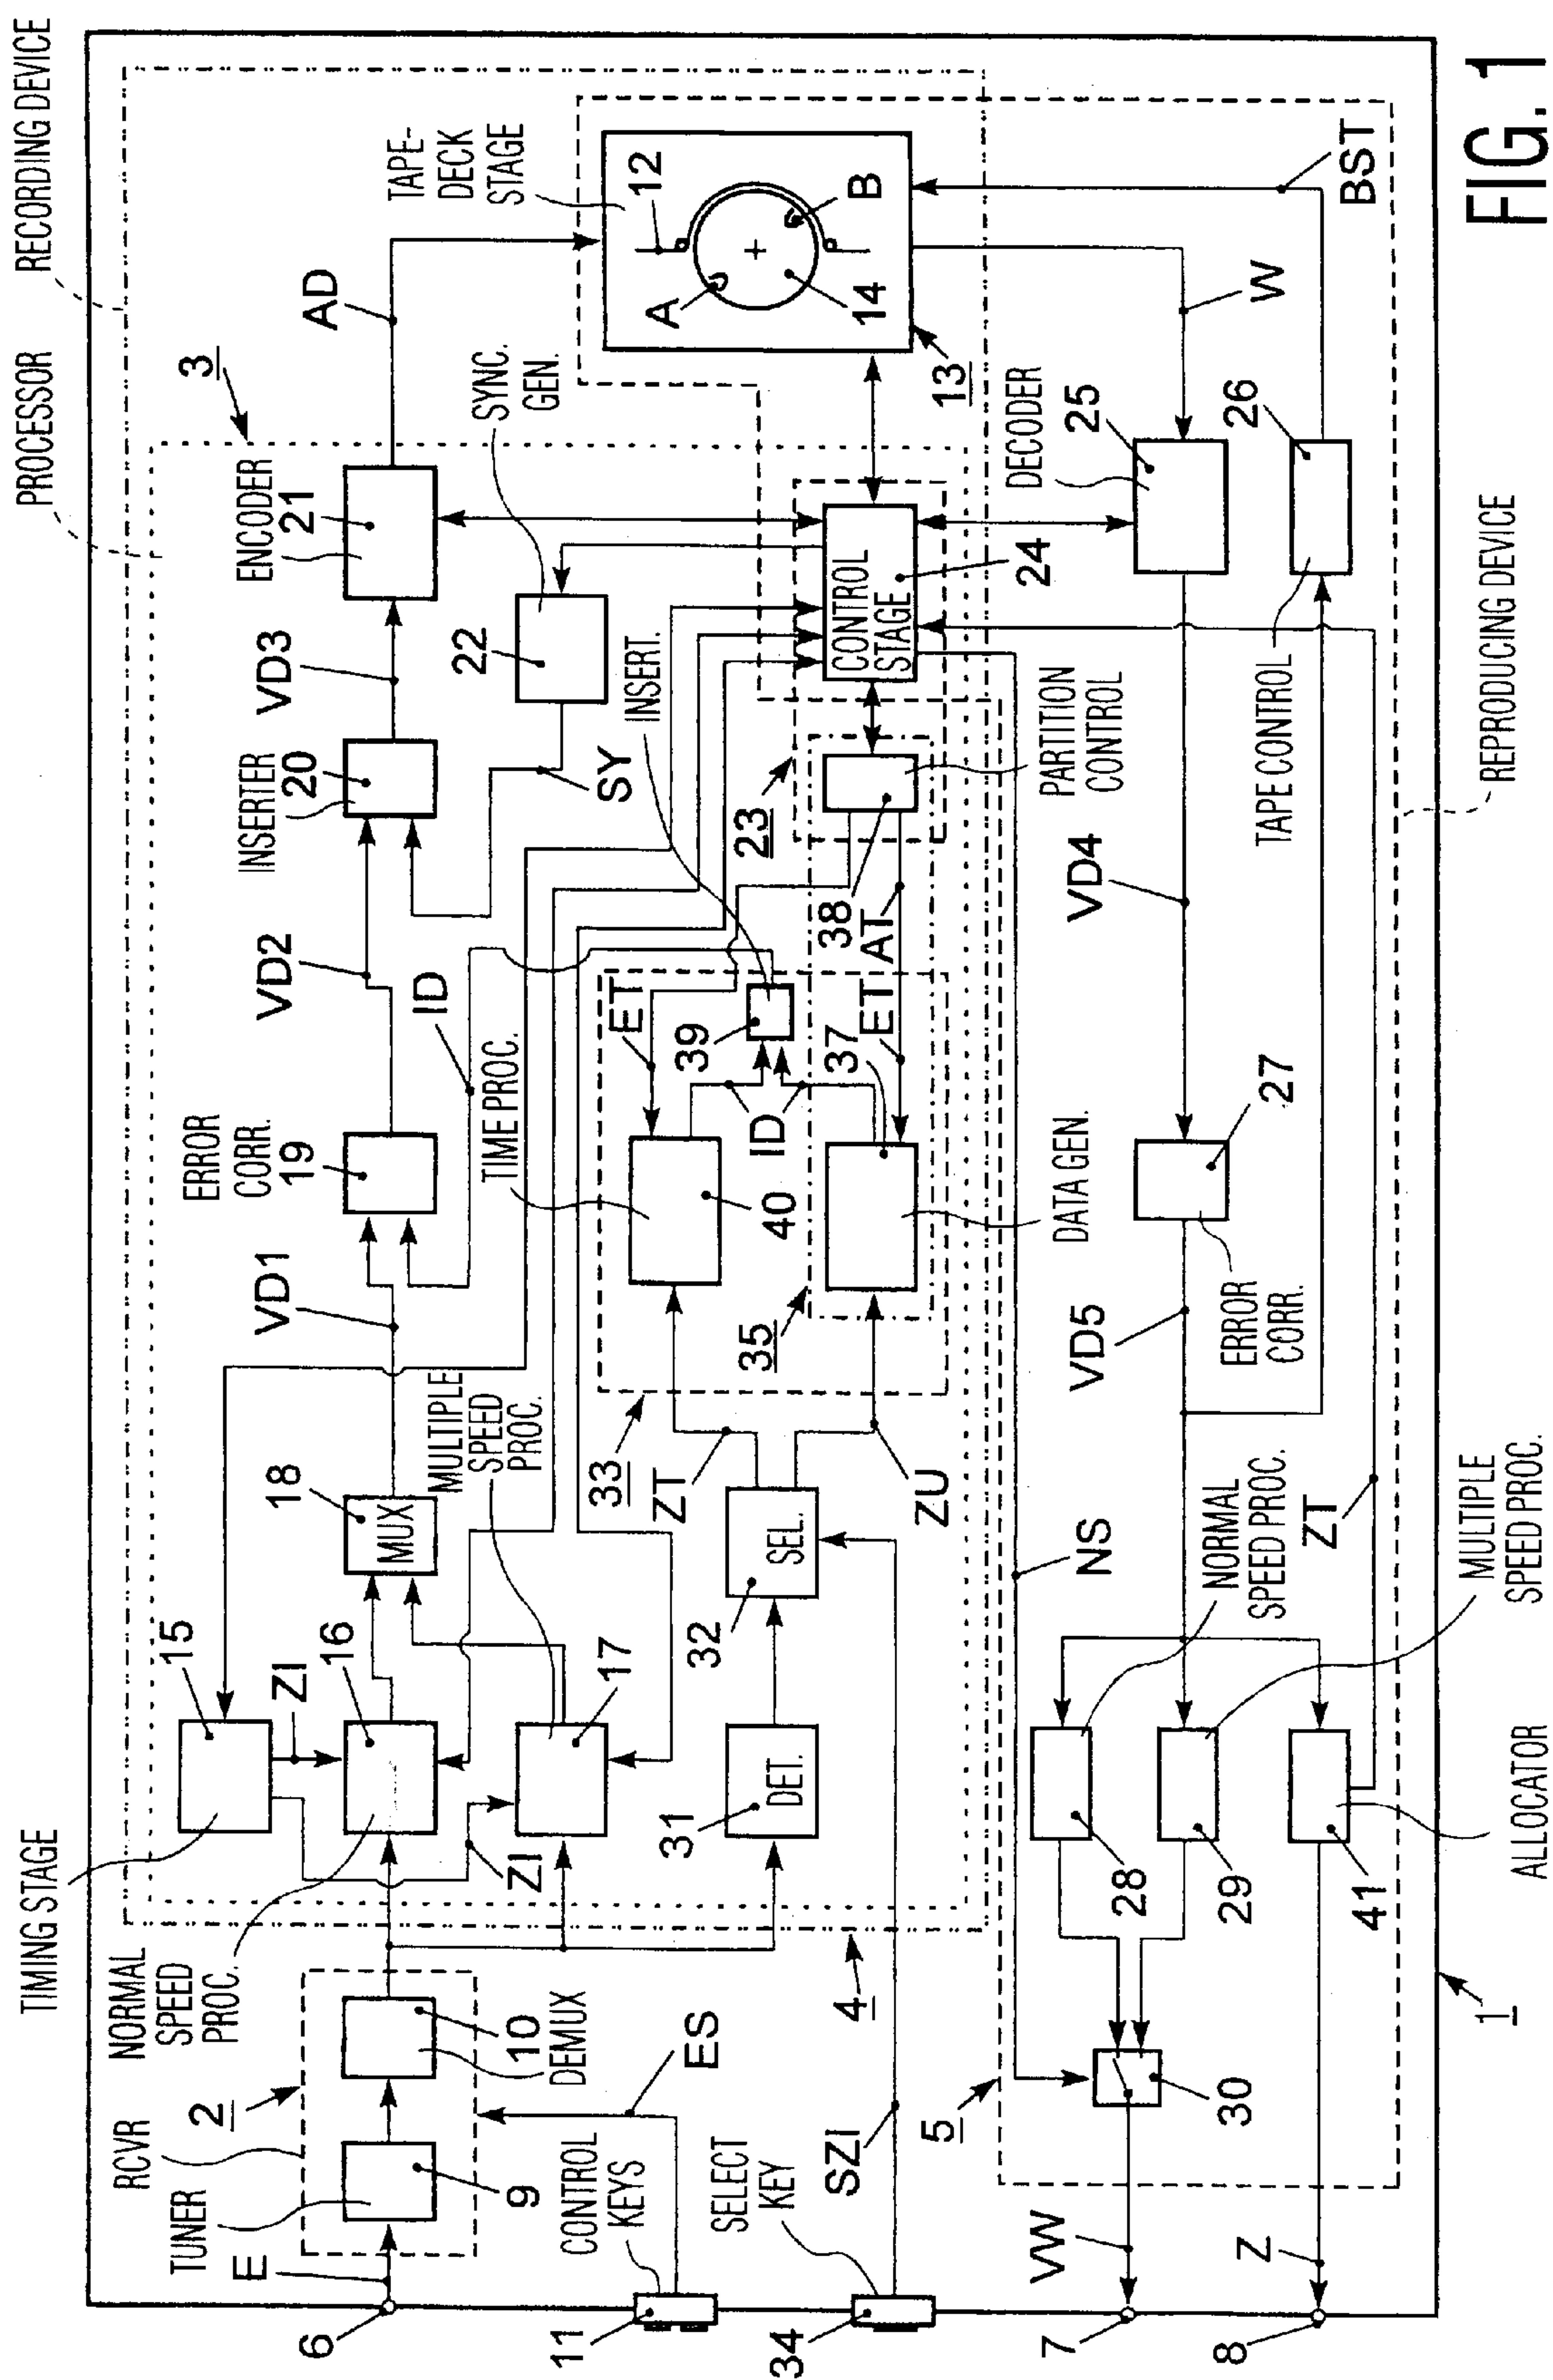 RECORDING DEVICE
PROCESSOR
TIMING STAGE
3
AD
TAPE-
DECK
STAGE
12
A
B
14
13
BST
W
ENCODER
21
SYNC.
GEN.
22
VD3
INSERTER
20
SY
INSERT.
CONTROL
STAGE
24
23
38
PARTITION
CONTROL
DECODER
25
26
TAPE CONTROL
REPRODUCING DEVICE
VD2
ID
ERROR
CORR.
19
TIME PROC.
ET
39
ID
40
37
ET
AT
DATA GEN.
35
33
VD4
27
ERROR
CORR.
VD5
VD1
18
MUX
MULTIPLE
SPEED
PROC.
15
ZI
16
17
ZI
31
DET.
32
SEL.
ZT
ZU
NS
NORMAL
SPEED PROC.
ZT
MULTIPLE
SPEED PROC.
28
29
41
ALLOCATOR
NORMAL
SPEED
PROC.
RCVR
2
10
DEMUX
TUNER
9
E
6
ES
CONTROL
KEYS
11
4
SZI
SELECT
KEY
34
5
30
VW
7
Z
8
1
FIG. 1